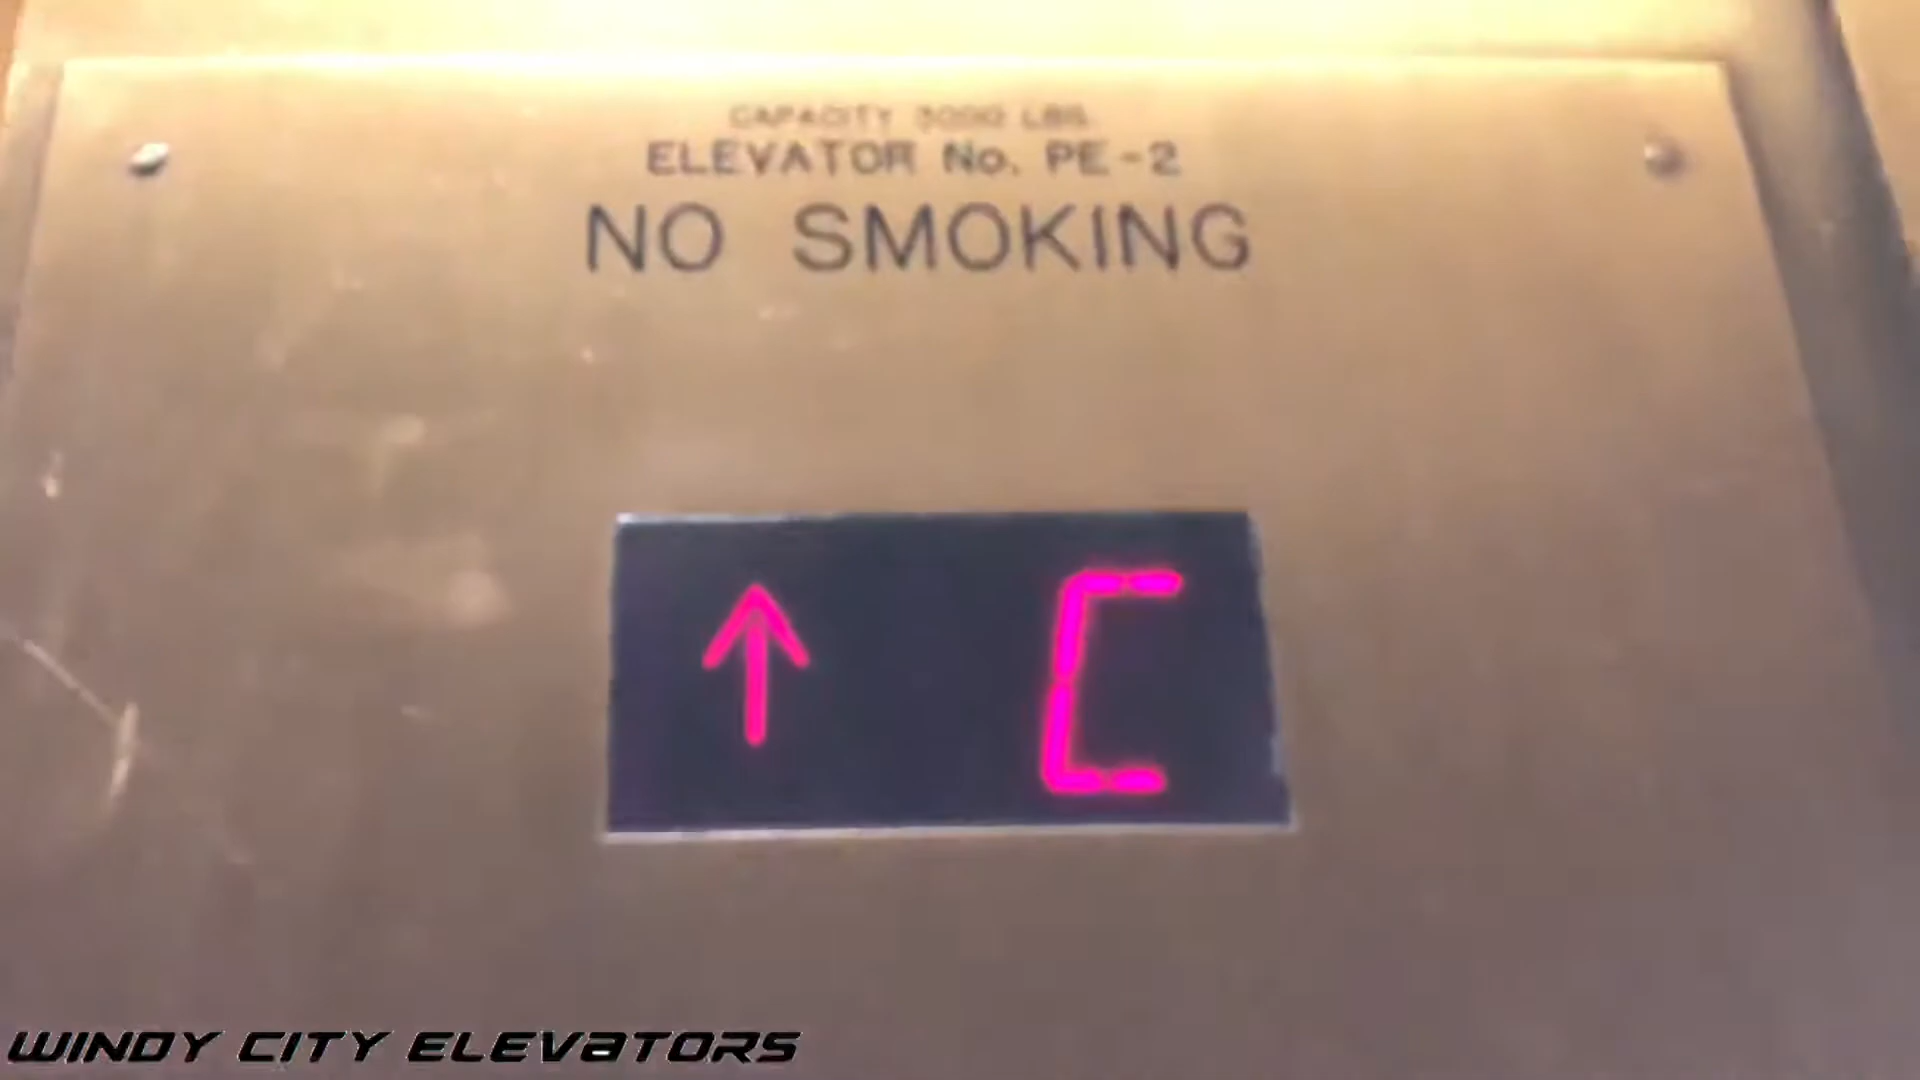 CAPACITY 3000 LBS.
ELEVATOR No. PE-2
NO SMOKING
↑ C
WINDY CITY ELEVATORS